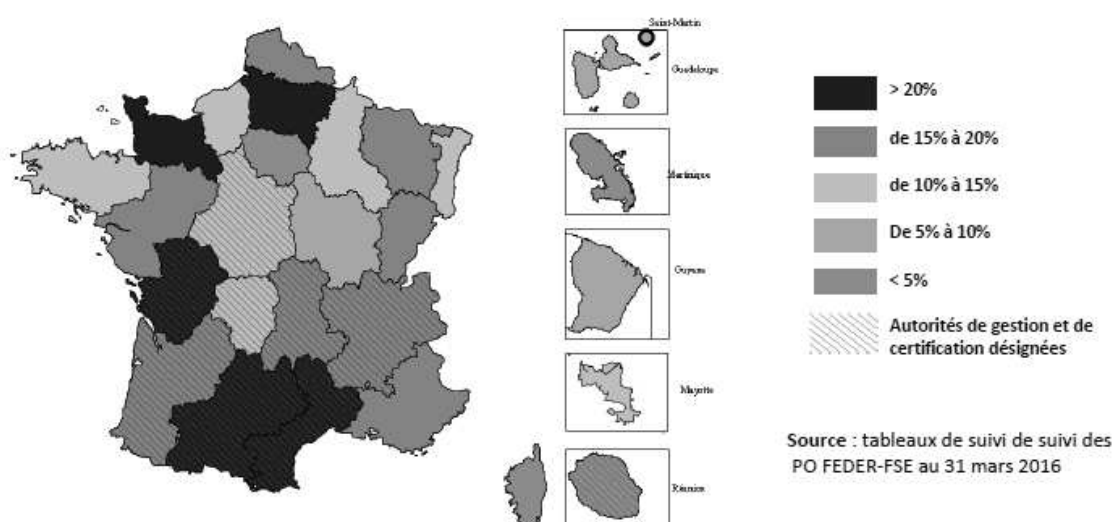 Saint-Martin
Guadeloupe
Martinique
Guyane
Mayotte
Réunion
> 20%
de 15% à 20%
de 10% à 15%
De 5% à 10%
< 5%
Autorités de gestion et de
certification désignées
Source : tableaux de suivi de suivi des
PO FEDER-FSE au 31 mars 2016